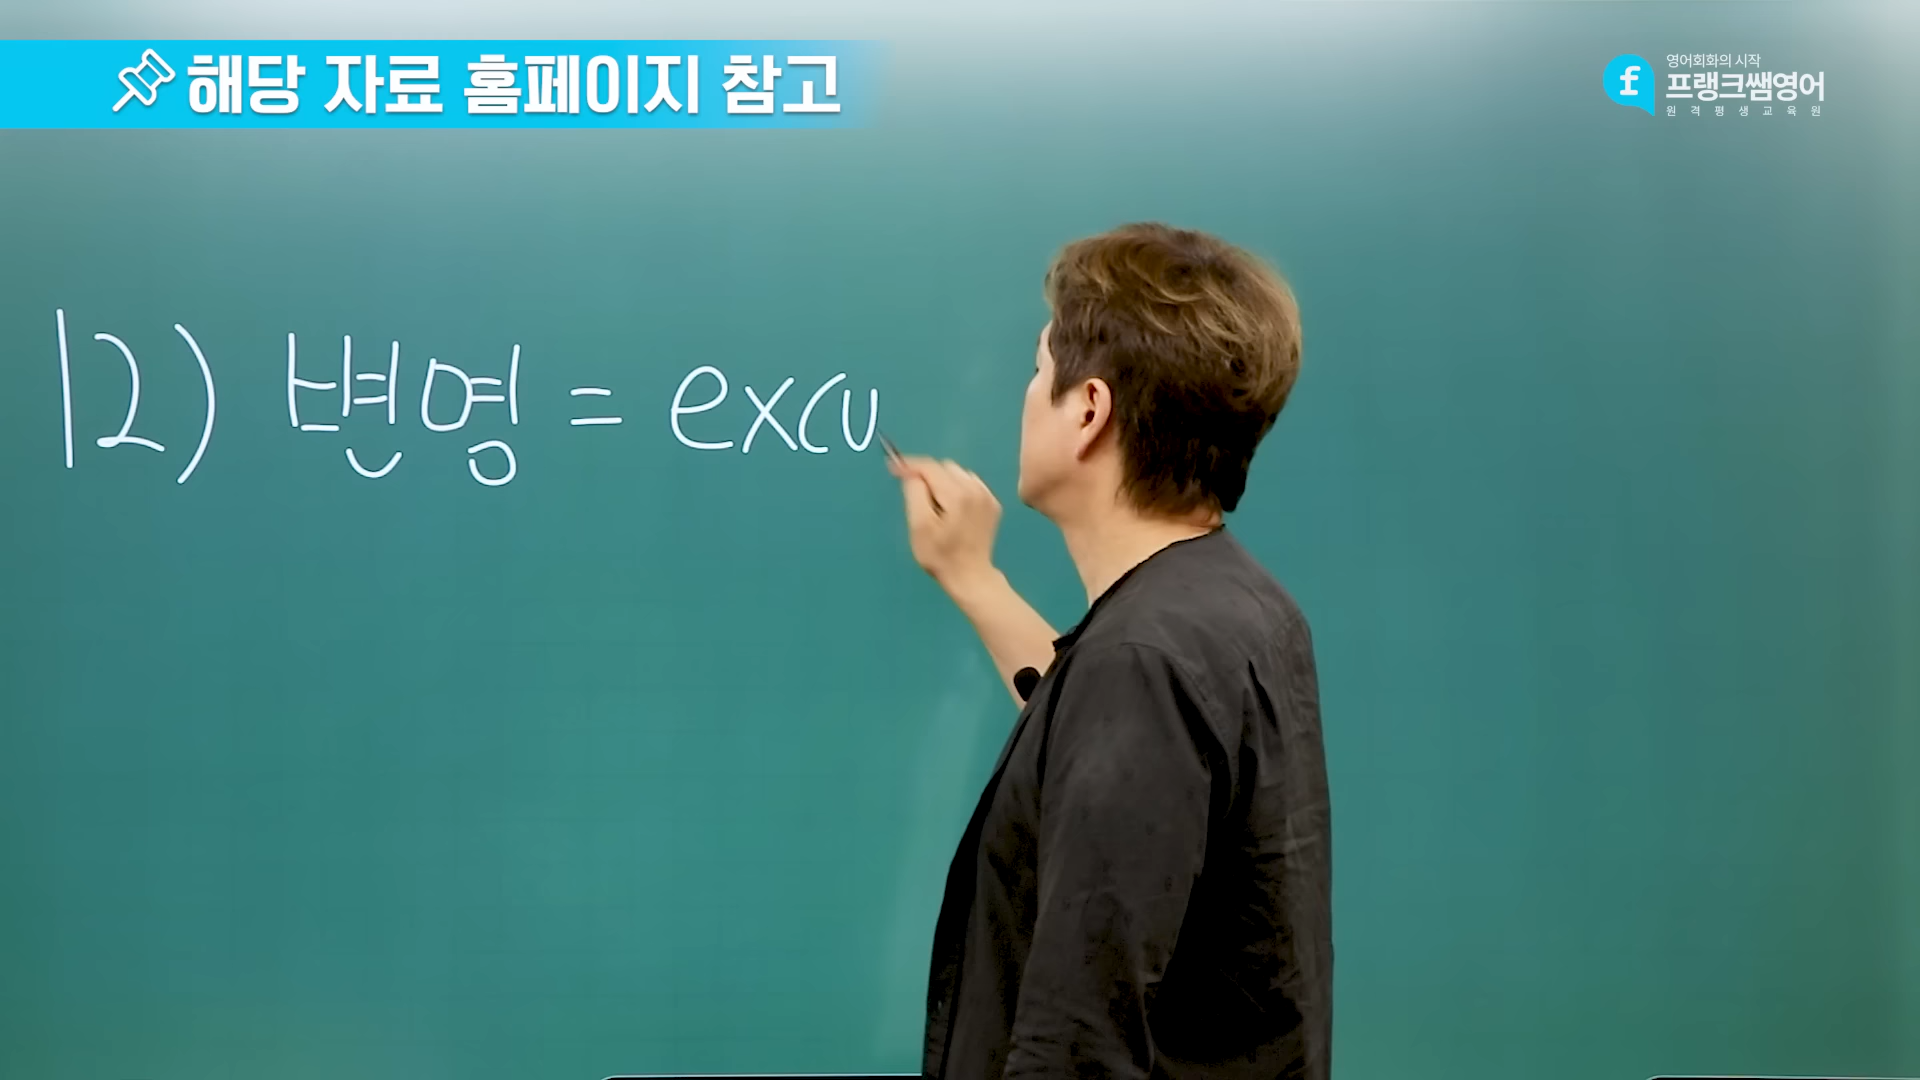 해당 자료 홈페이지 참고
영어회화의 시작
프랭크쌤영어
원격평생교육원
12) 변명 = excu